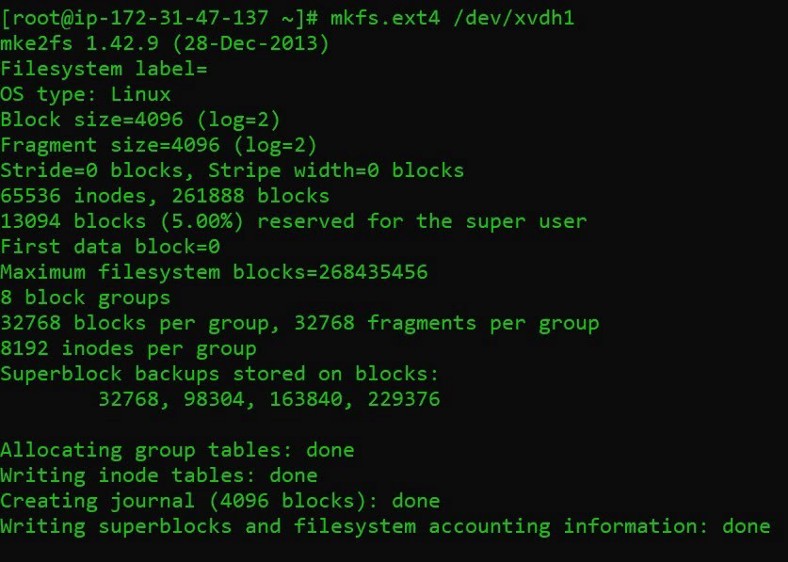 [root@ip-172-31-47-137 ~]# mkfs.ext4 /dev/xvdh1
mke2fs 1.42.9 (28-Dec-2013)
Filesystem label=
OS type: Linux
Block size=4096 (log=2)
Fragment size=4096 (log=2)
Stride=0 blocks, Stripe width=0 blocks
65536 inodes, 261888 blocks
13094 blocks (5.00%) reserved for the super user
First data block=0
Maximum filesystem blocks=268435456
8 block groups
32768 blocks per group, 32768 fragments per group
8192 inodes per group
Superblock backups stored on blocks:
        32768, 98304, 163840, 229376

Allocating group tables: done
Writing inode tables: done
Creating journal (4096 blocks): done
Writing superblocks and filesystem accounting information: done